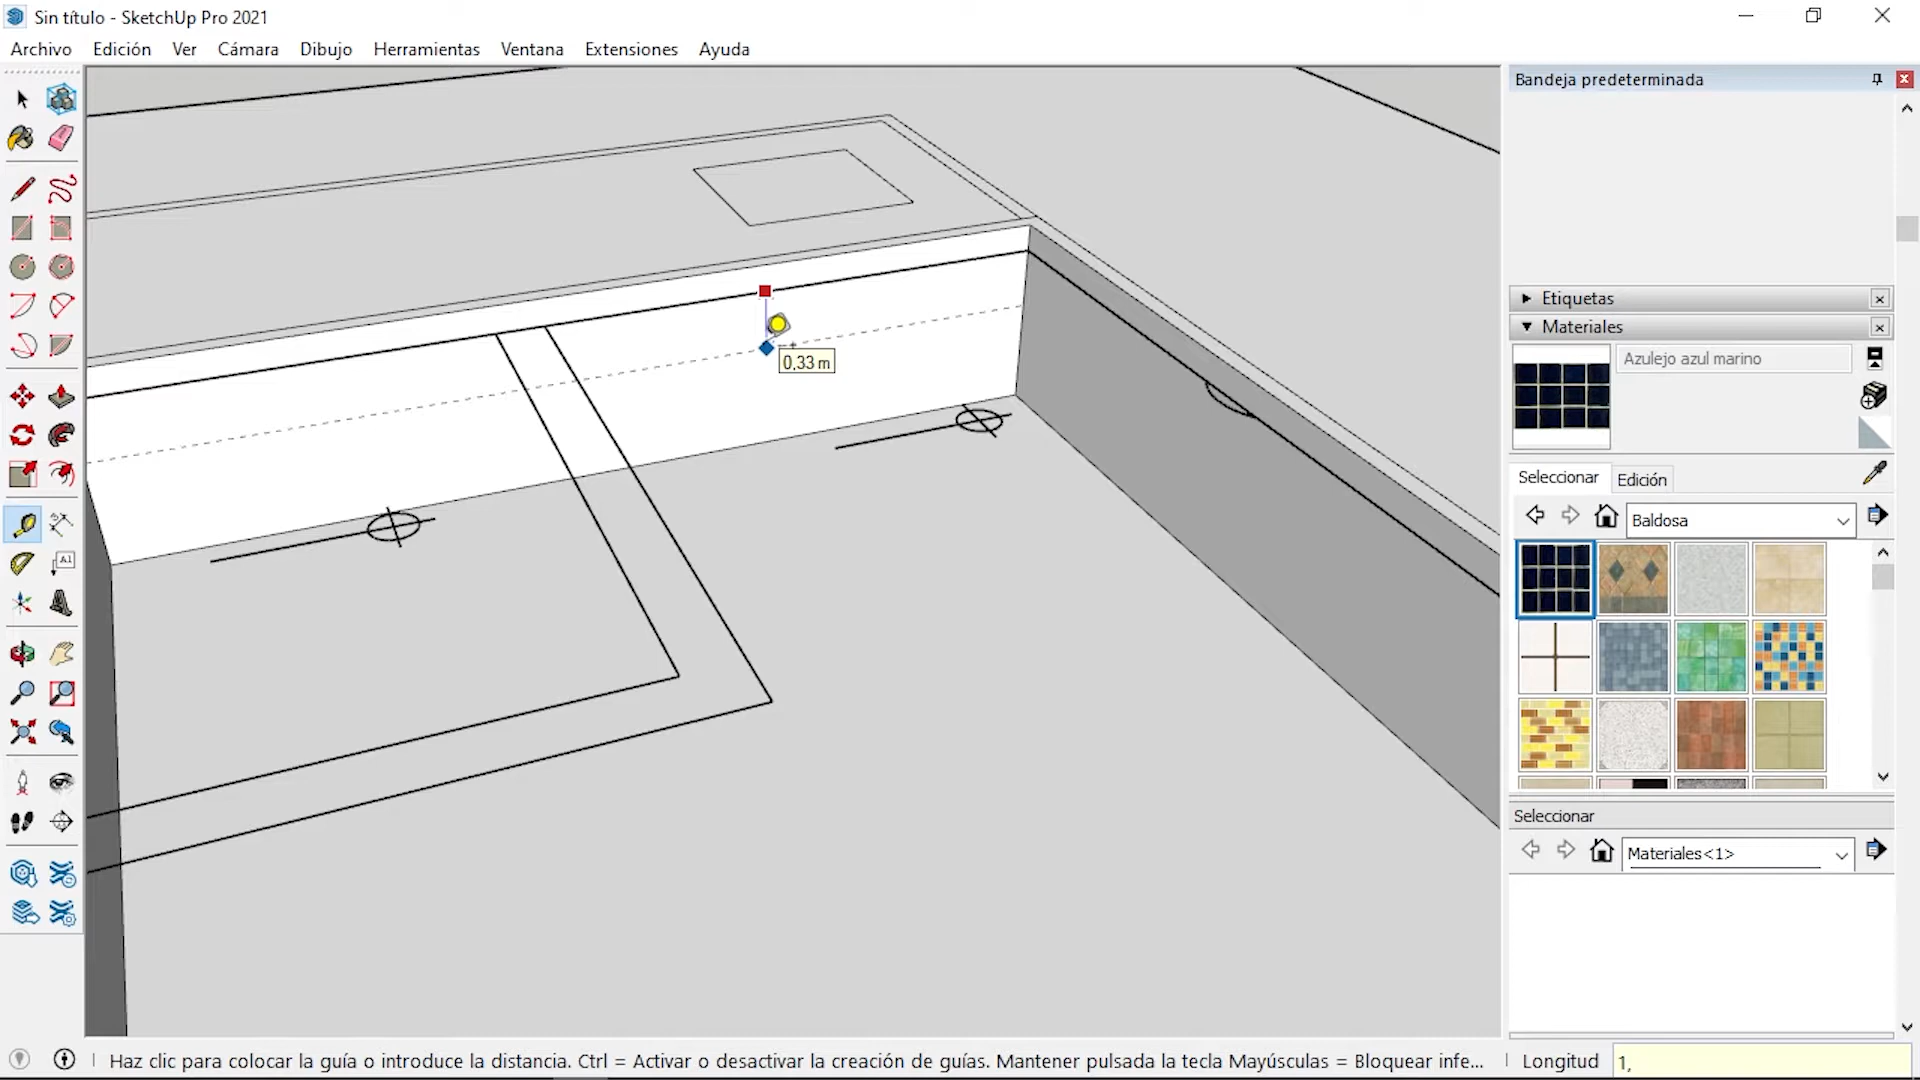 Sin título - SketchUp Pro 2021
Archivo Edición Ver Cámara Dibujo Herramientas Ventana Extensiones Ayuda
Bandeja predeterminada
Etiquetas
Materiales
Azulejo azul marino
0,33 m
Seleccionar Edición
Baldosa
A1
Seleccionar
Materiales<1>
Haz clic para colocar la guía o introduce la distancia. Ctrl = Activar o desactivar la creación de guías. Mantener pulsada la tecla Mayúsculas = Bloquear infe... Longitud 1,